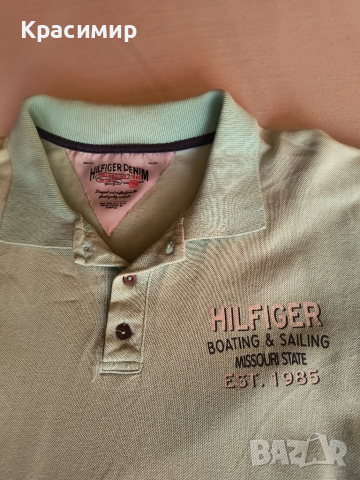 Красимир
HILFIGER DENIM
HILFIGER
BOATING & SAILING
MISSOURI STATE
EST. 1985
BAZAR